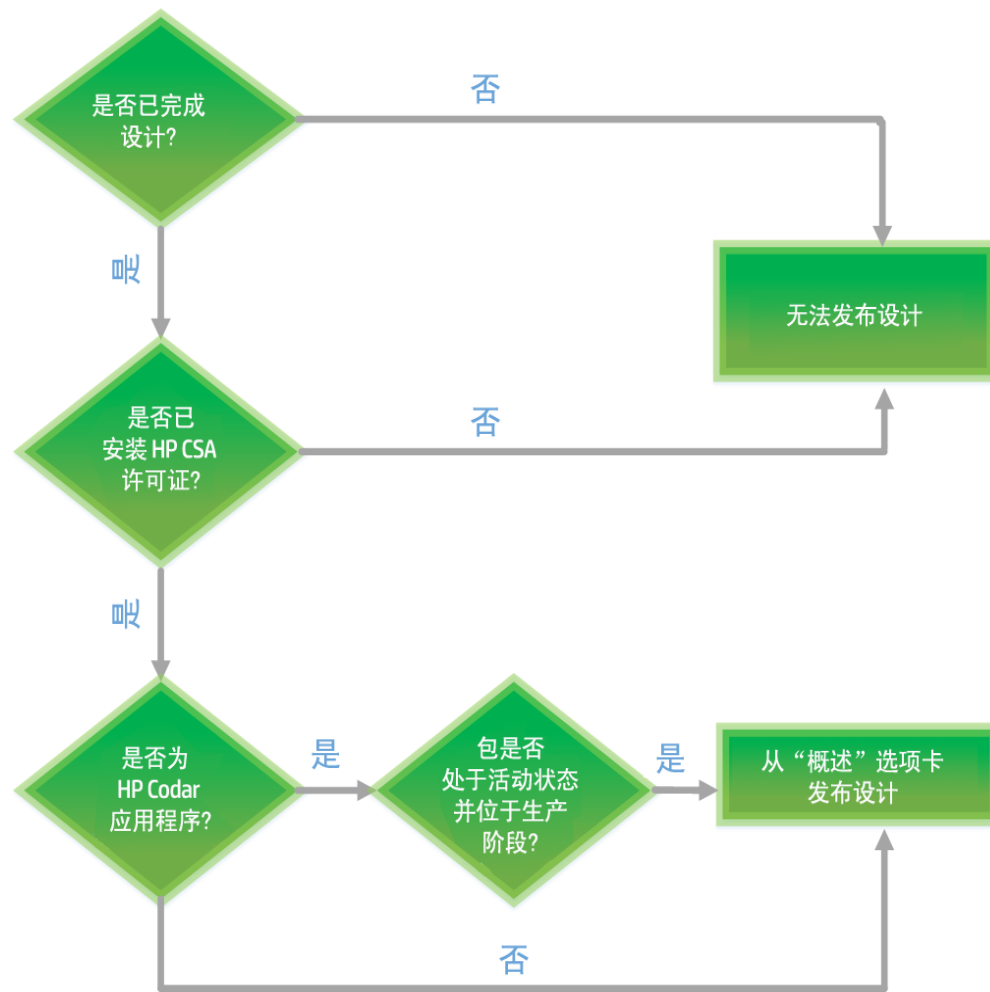 是否已完成
设计?
否
是
无法发布设计
是否已
安装 HP CSA
许可证?
否
是
是否为
HP Codar
应用程序?
是
包是否
处于活动状态
并位于生产
阶段?
是
从“概述”选项卡
发布设计
否